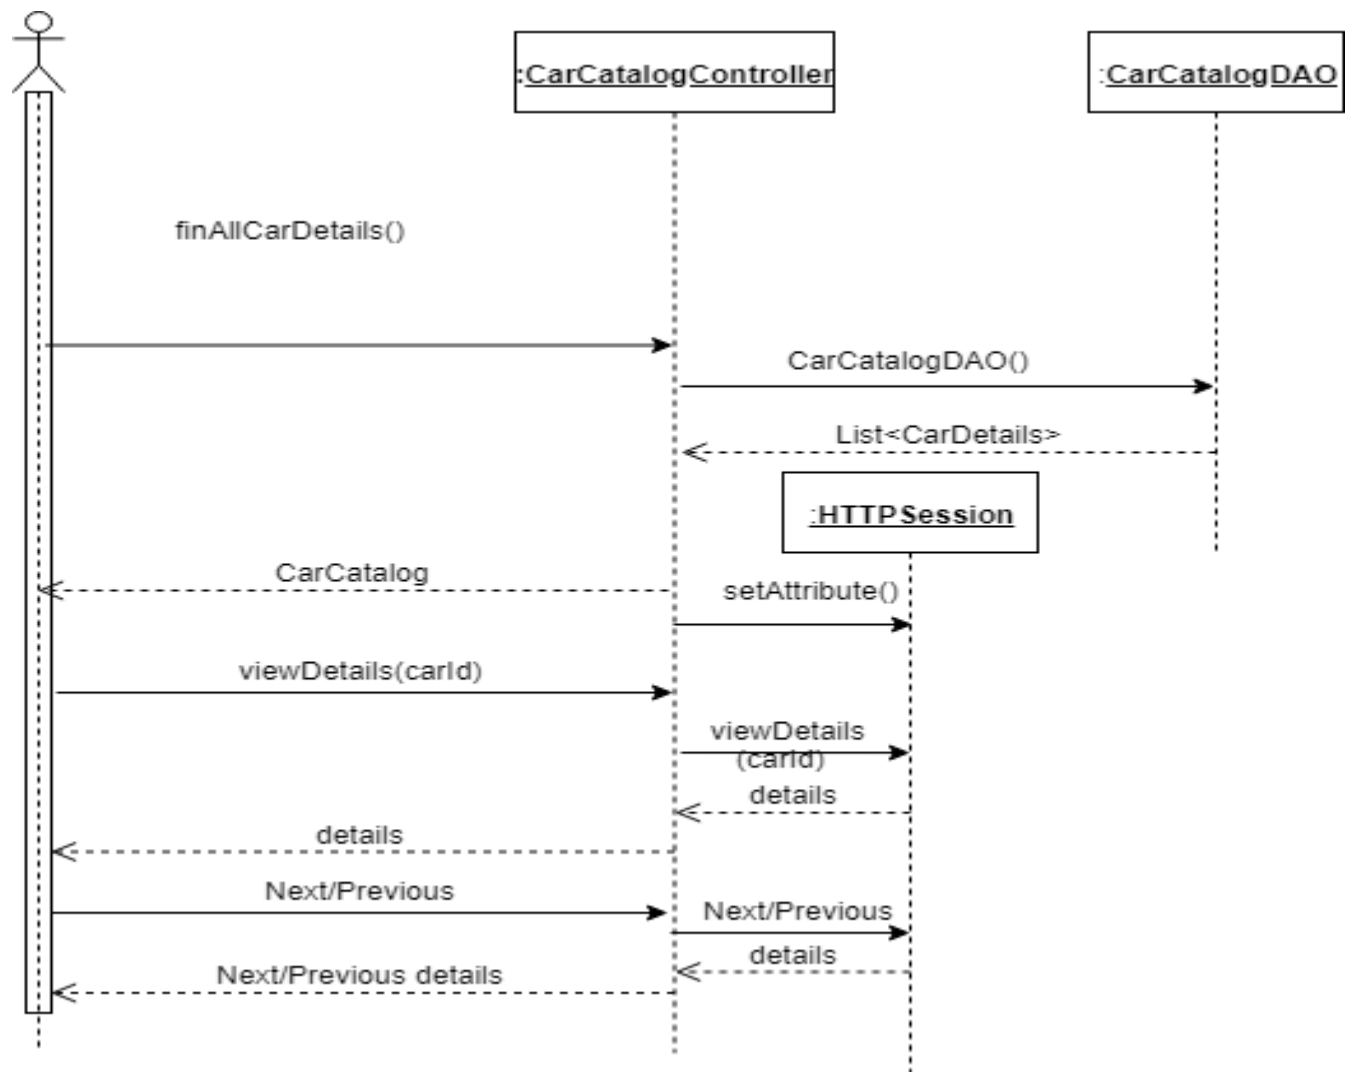 :CarCatalogController
:CarCatalogDAO
finAllCarDetails()
CarCatalogDAO()
List<CarDetails>
:HTTPSession
CarCatalog
setAttribute()
viewDetails(carId)
viewDetails
(carId)
details
details
Next/Previous
Next/Previous
details
Next/Previous details